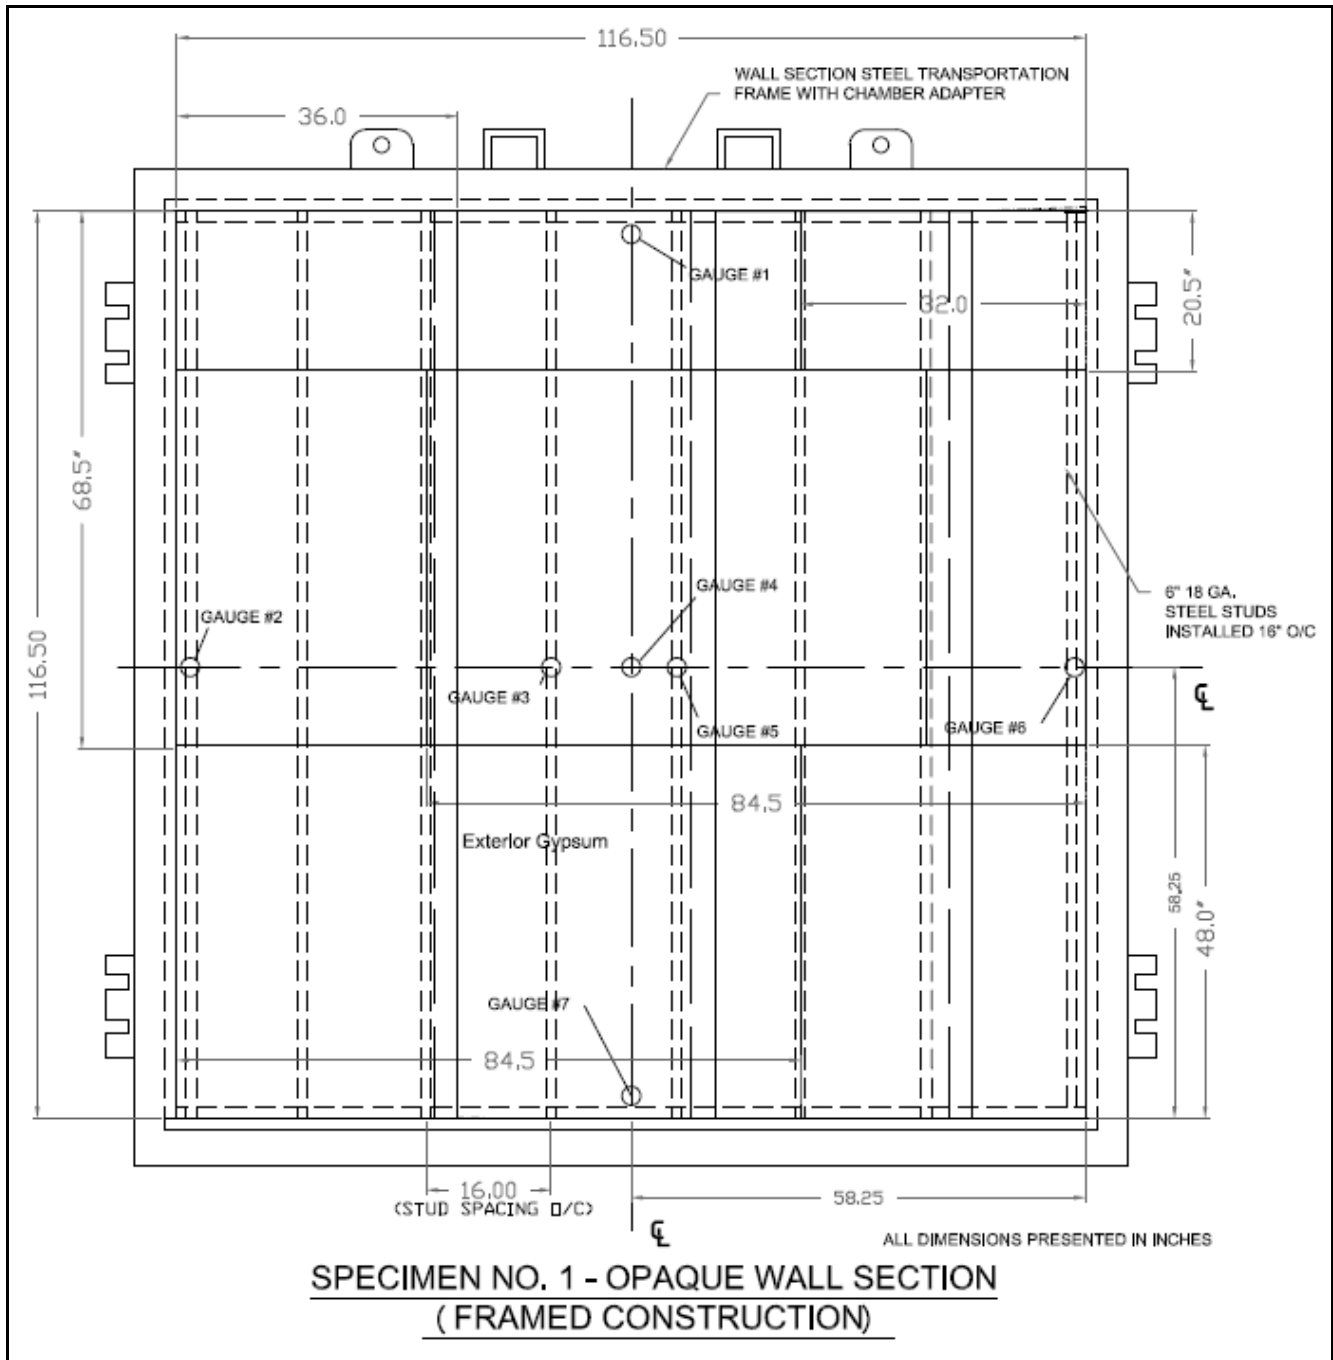 116.50
WALL SECTION STEEL TRANSPORTATION
FRAME WITH CHAMBER ADAPTER
36.0
GAUGE #1
32.0
20.5"
68.5"
GAUGE #4
6" 18 GA.
STEEL STUDS
INSTALLED 16" O/C
GAUGE #2
116.50
GAUGE #3
GAUGE #5
GAUGE #6
℄
84.5
Exterior Gypsum
58.25
48.0"
GAUGE #7
84.5
16.00
(STUD SPACING O/C)
58.25
℄
ALL DIMENSIONS PRESENTED IN INCHES
SPECIMEN NO. 1 - OPAQUE WALL SECTION
( FRAMED CONSTRUCTION)